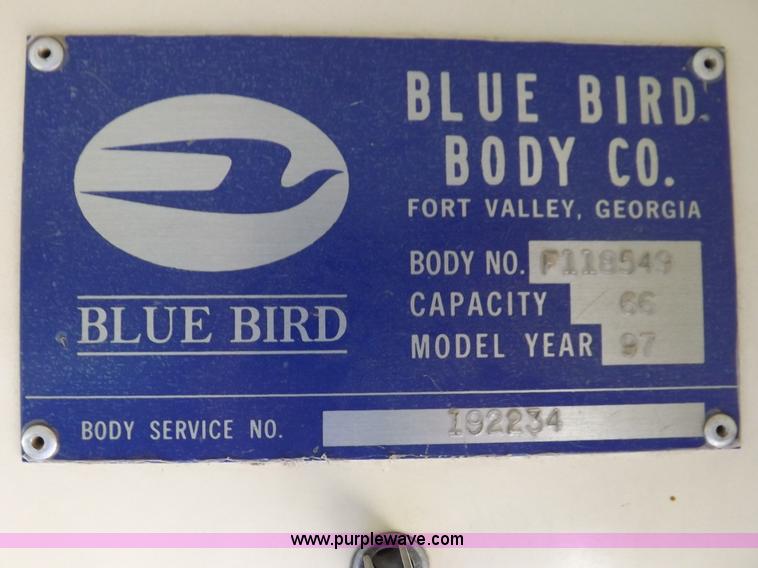 BLUE BIRD
BODY CO.
FORT VALLEY, GEORGIA
BODY NO. F118549
CAPACITY 66
MODEL YEAR 97
BLUE BIRD
BODY SERVICE NO. 192234
www.purplewave.com